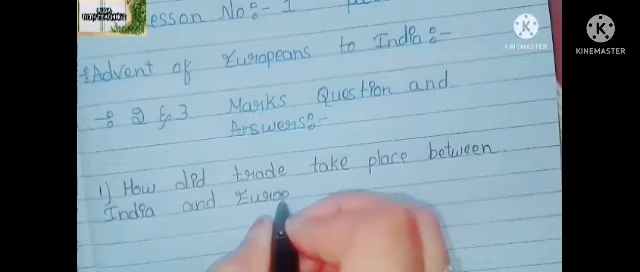 Lesson No:- 1
:Advent of Europeans to India:-
-: 2 & 3 Marks Question and
Answers:-
1) How did trade take place between
India and Europ
KINEMASTER
KINEMASTER